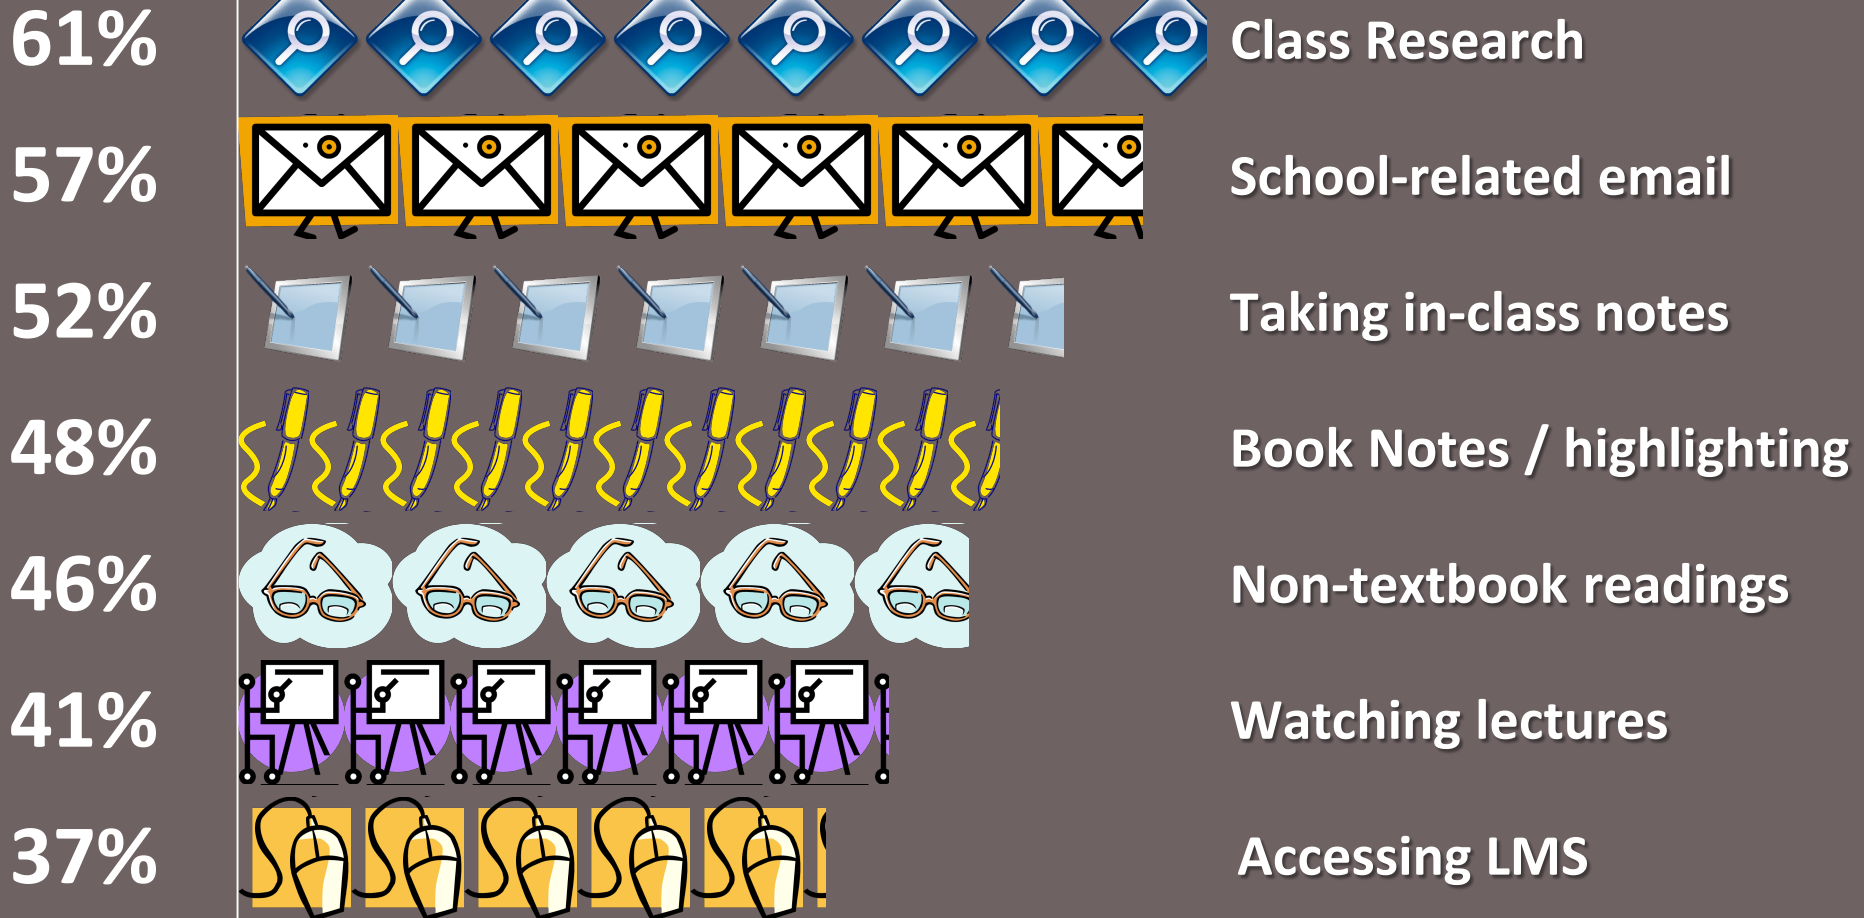 61% Class Research
57% School-related email
52% Taking in-class notes
48% Book Notes / highlighting
46% Non-textbook readings
41% Watching lectures
37% Accessing LMS